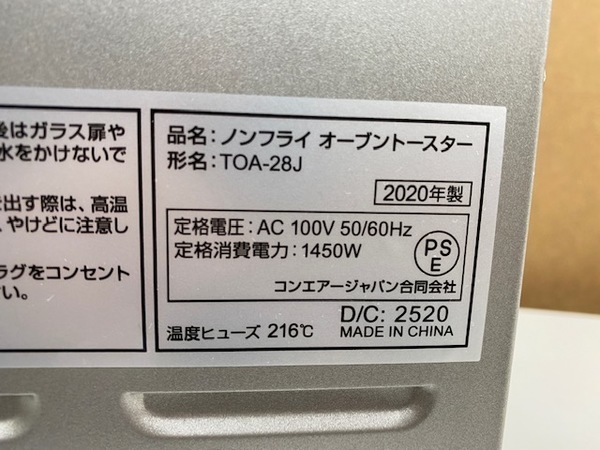 後はガラス扉や
水をかけないで
出す際は、高温
、やけどに注意し
ラグをコンセント
さい。
品名：ノンフライ オーブントースター
形名：TOA-28J
2020年製
定格電圧：AC 100V 50/60Hz
定格消費電力：1450W
PSE
コンエアージャパン合同会社
D/C: 2520
温度ヒューズ 216℃
MADE IN CHINA